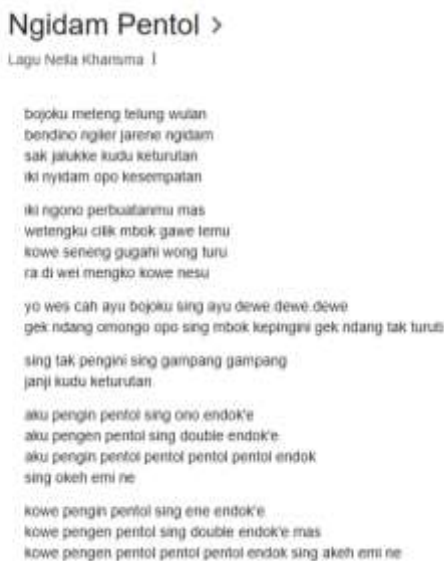 Ngidam Pentol >
Lagu Nella Kharisma
bojoku meteng telung wulan
bendino ngiler jarene ngidam
sak jalukke kudu keturutan
iki nyidam opo kesempatan
iki ngono perbuatanmu mas
wetengku cilik mbok gawe lemu
kowe seneng gugahi wong turu
ra di wei mengko kowe nesu
yo wes cah ayu bojoku sing ayu dewe dewe dewe
gek ndang omongo opo sing mbok kepingini gek ndang tak turuti
sing tak pengini sing gampang gampang
janji kudu keturutan
aku pengin pentol sing ono endok'e
aku pengen pentol sing double endok'e
aku pengin pentol pentol pentol pentol endok
sing okeh emi ne
kowe pengin pentol sing ene endok'e
kowe pengen pentol sing double endok'e mas
kowe pengen pentol pentol pentol endok sing akeh emi ne